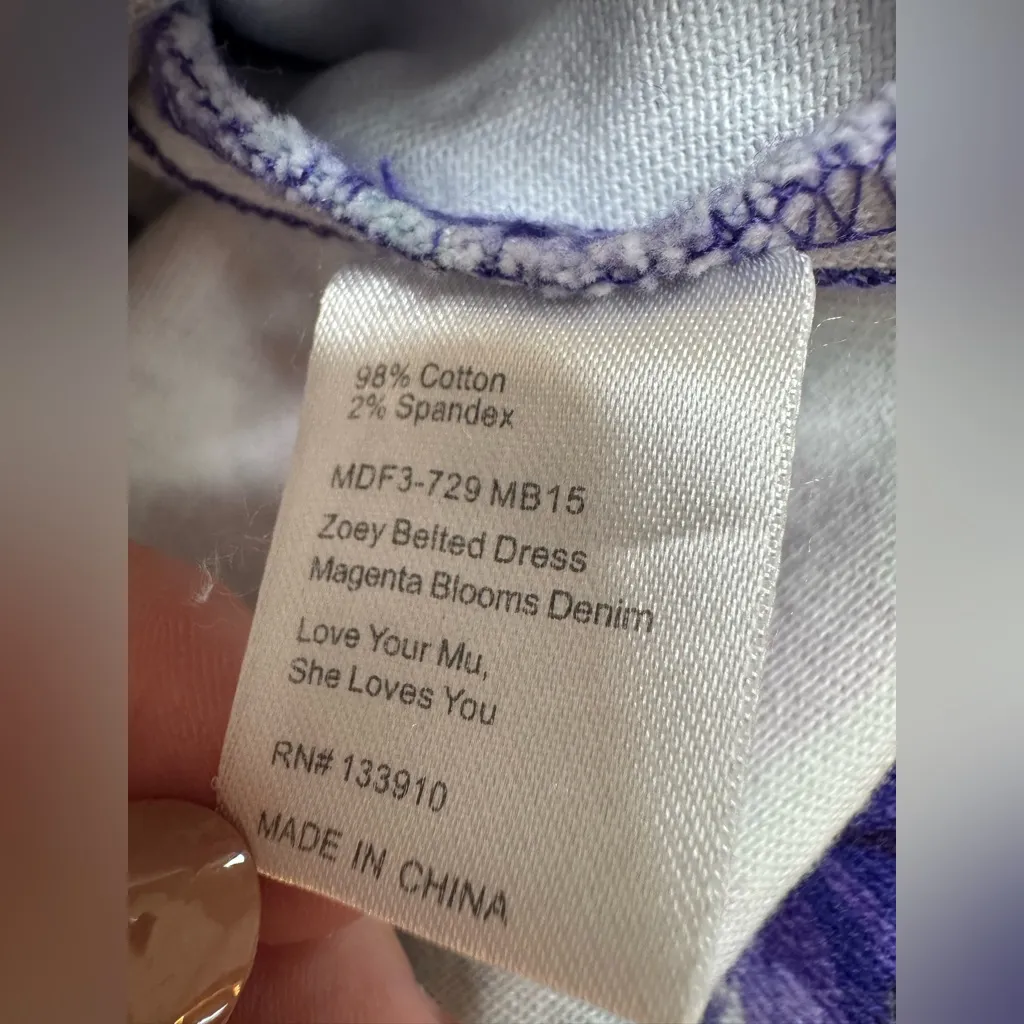 98% Cotton
2% Spandex
MDF3-729 MB15
Zoey Belted Dress
Magenta Blooms Denim
Love Your Mu,
She Loves You
RN# 133910
MADE IN CHINA